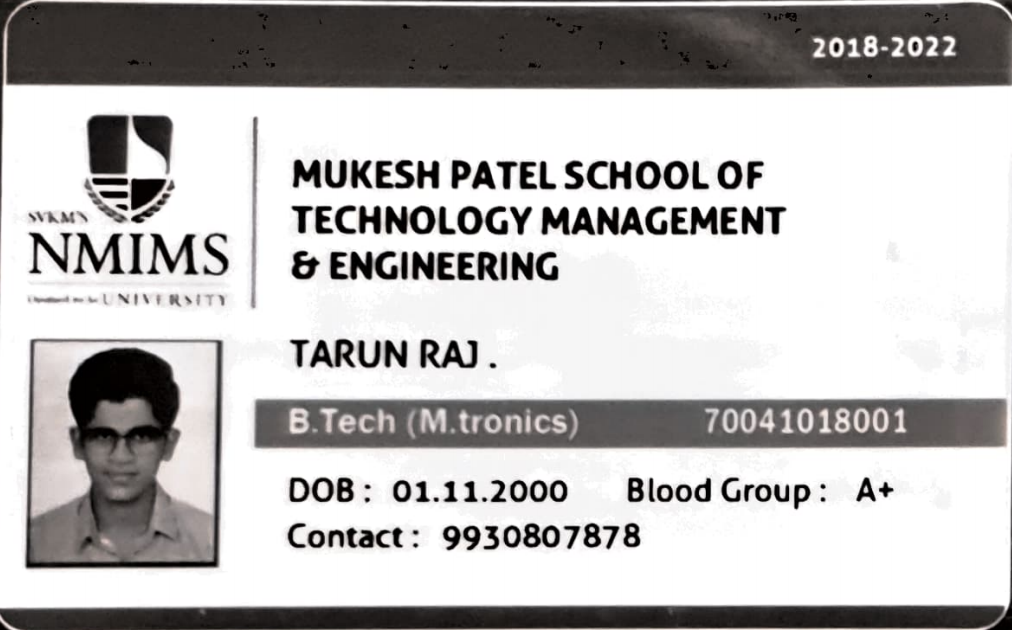 2018-2022
SVKM'S
NMIMS
UNIVERSITY
MUKESH PATEL SCHOOL OF
TECHNOLOGY MANAGEMENT
& ENGINEERING
TARUN RAJ .
B.Tech (M.tronics) 70041018001
DOB : 01.11.2000 Blood Group : A+
Contact : 9930807878